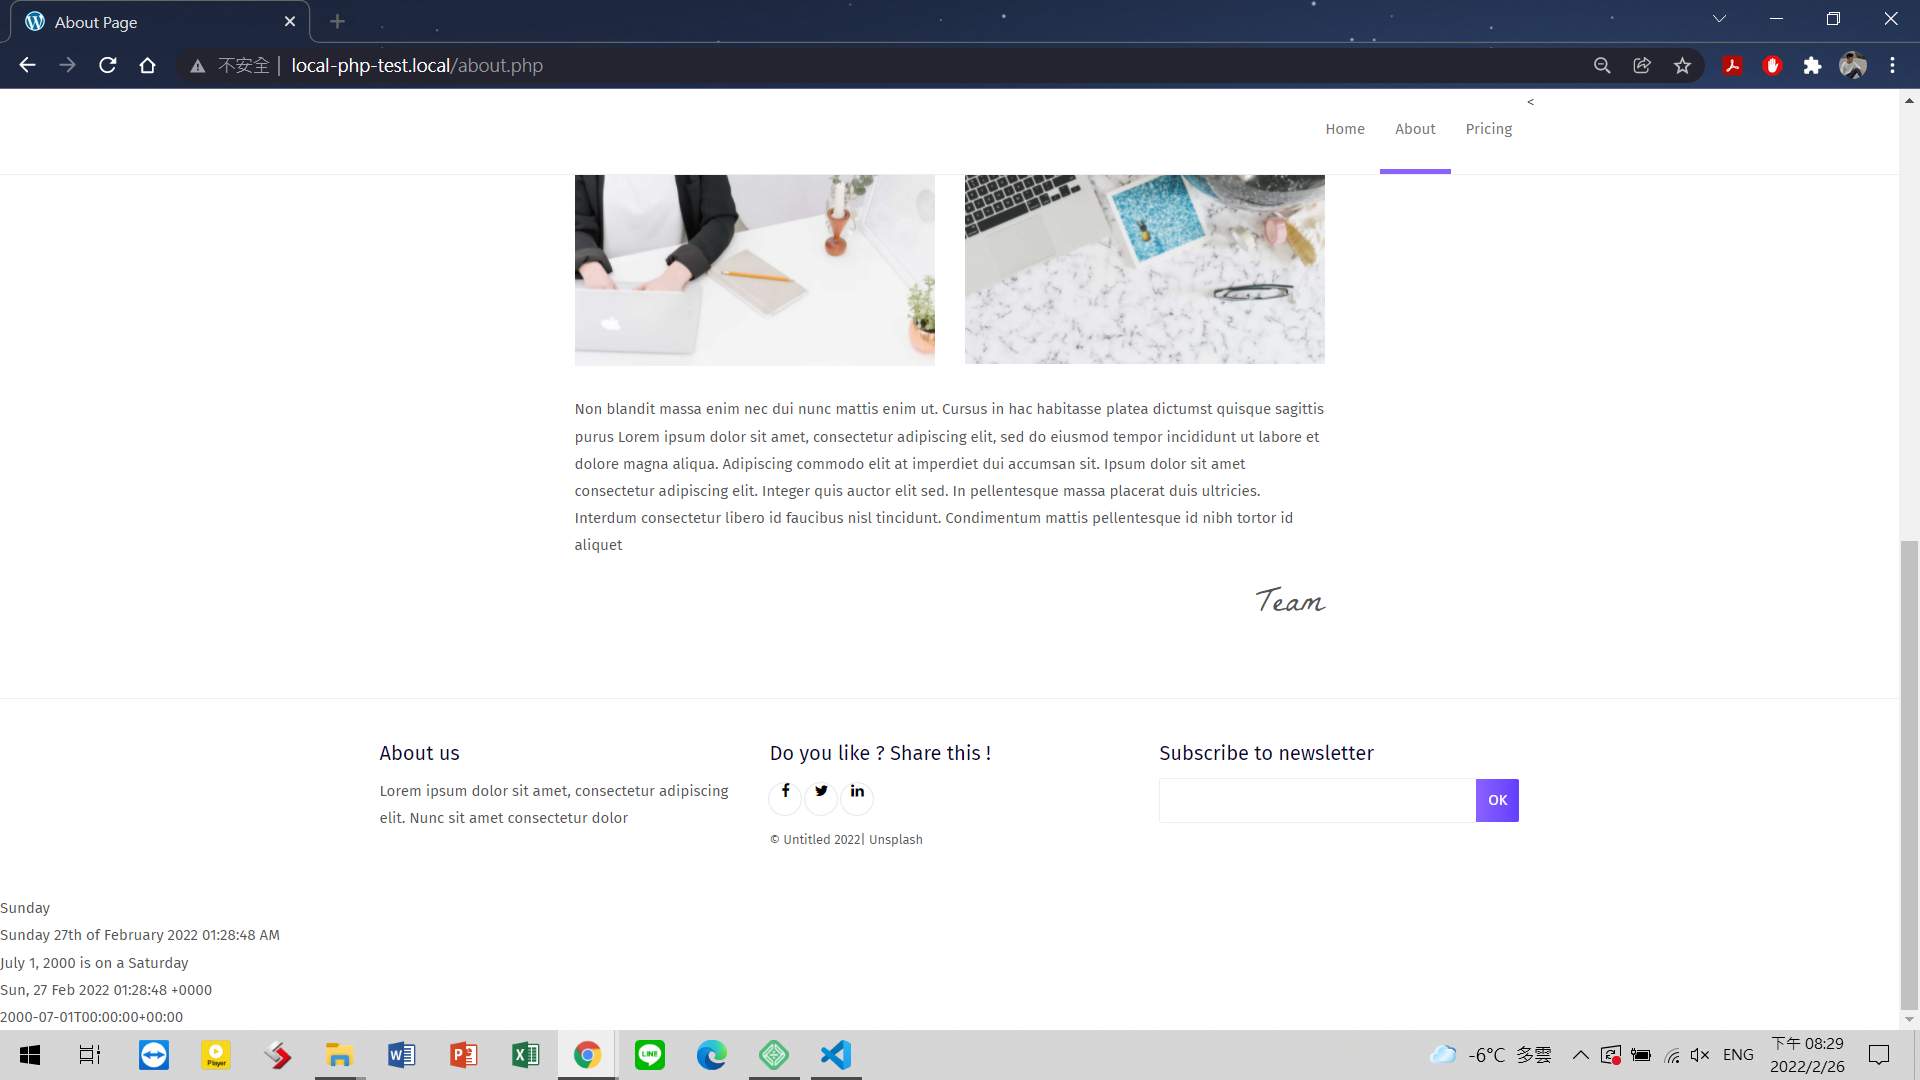 About Page
不安全 | local-php-test.local/about.php
<
Home About Pricing
Non blandit massa enim nec dui nunc mattis enim ut. Cursus in hac habitasse platea dictumst quisque sagittis
purus Lorem ipsum dolor sit amet, consectetur adipiscing elit, sed do eiusmod tempor incididunt ut labore et
dolore magna aliqua. Adipiscing commodo elit at imperdiet dui accumsan sit. Ipsum dolor sit amet
consectetur adipiscing elit. Integer quis auctor elit sed. In pellentesque massa placerat duis ultricies.
Interdum consectetur libero id faucibus nisl tincidunt. Condimentum mattis pellentesque id nibh tortor id
aliquet
Team
About us
Lorem ipsum dolor sit amet, consectetur adipiscing
elit. Nunc sit amet consectetur dolor
Do you like ? Share this !
© Untitled 2022| Unsplash
Subscribe to newsletter
OK
Sunday
Sunday 27th of February 2022 01:28:48 AM
July 1, 2000 is on a Saturday
Sun, 27 Feb 2022 01:28:48 +0000
2000-07-01T00:00:00+00:00
Player
LINE
-6°C 多雲
ENG
下午 08:29
2022/2/26